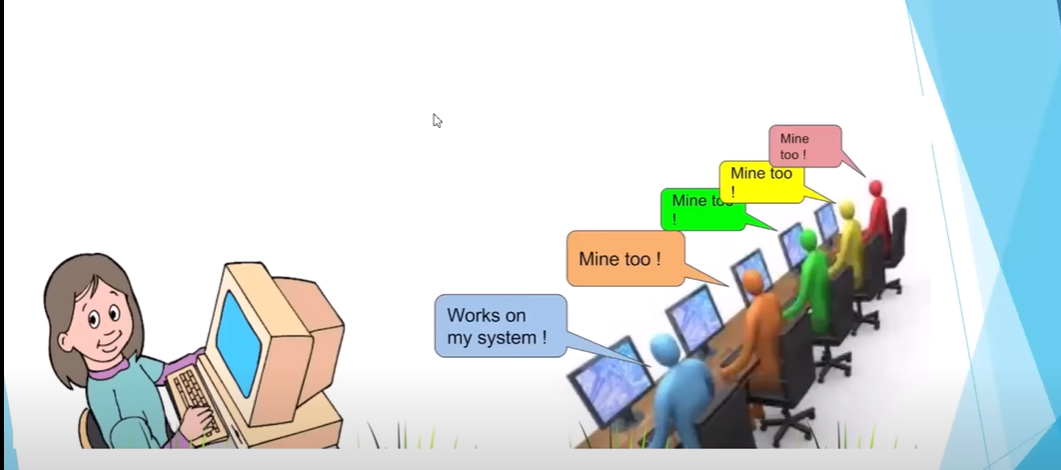 Works on
my system !
Mine too !
Mine too
!
Mine too
!
Mine
too !